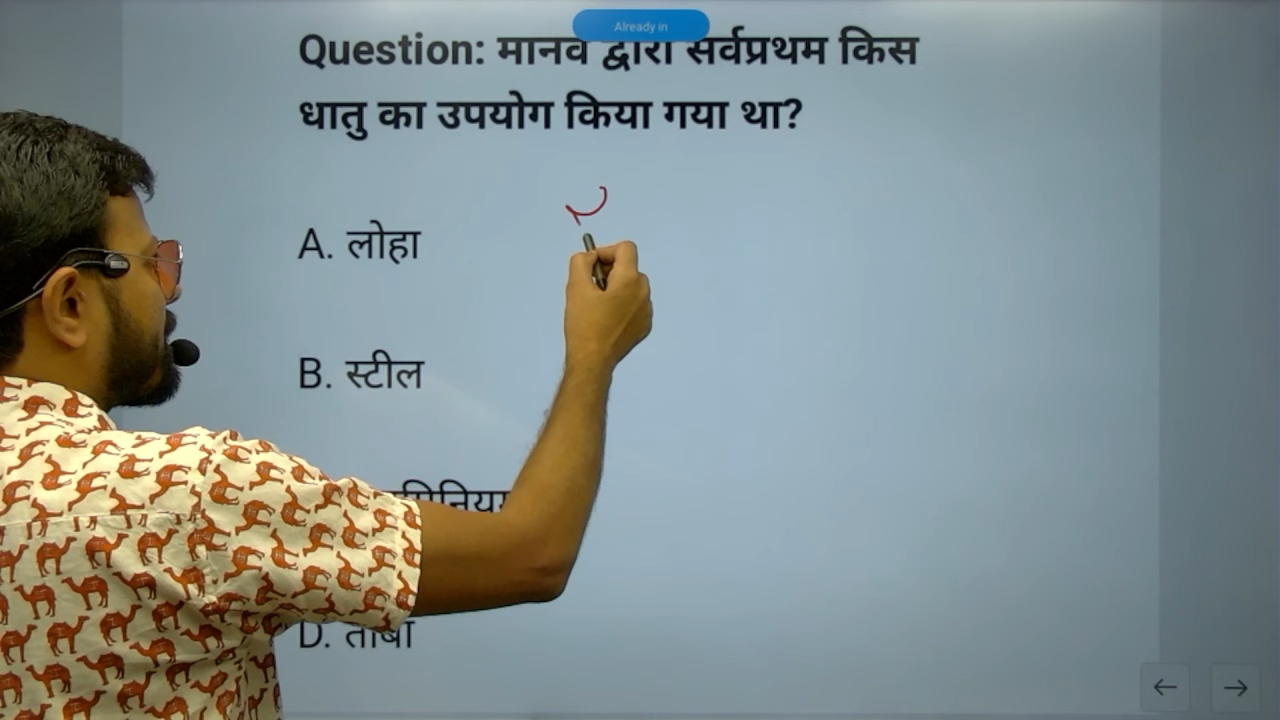 Already in
Question: मानव द्वारा सर्वप्रथम किस
धातु का उपयोग किया गया था?
A. लोहा
B. स्टील
D. तांबा